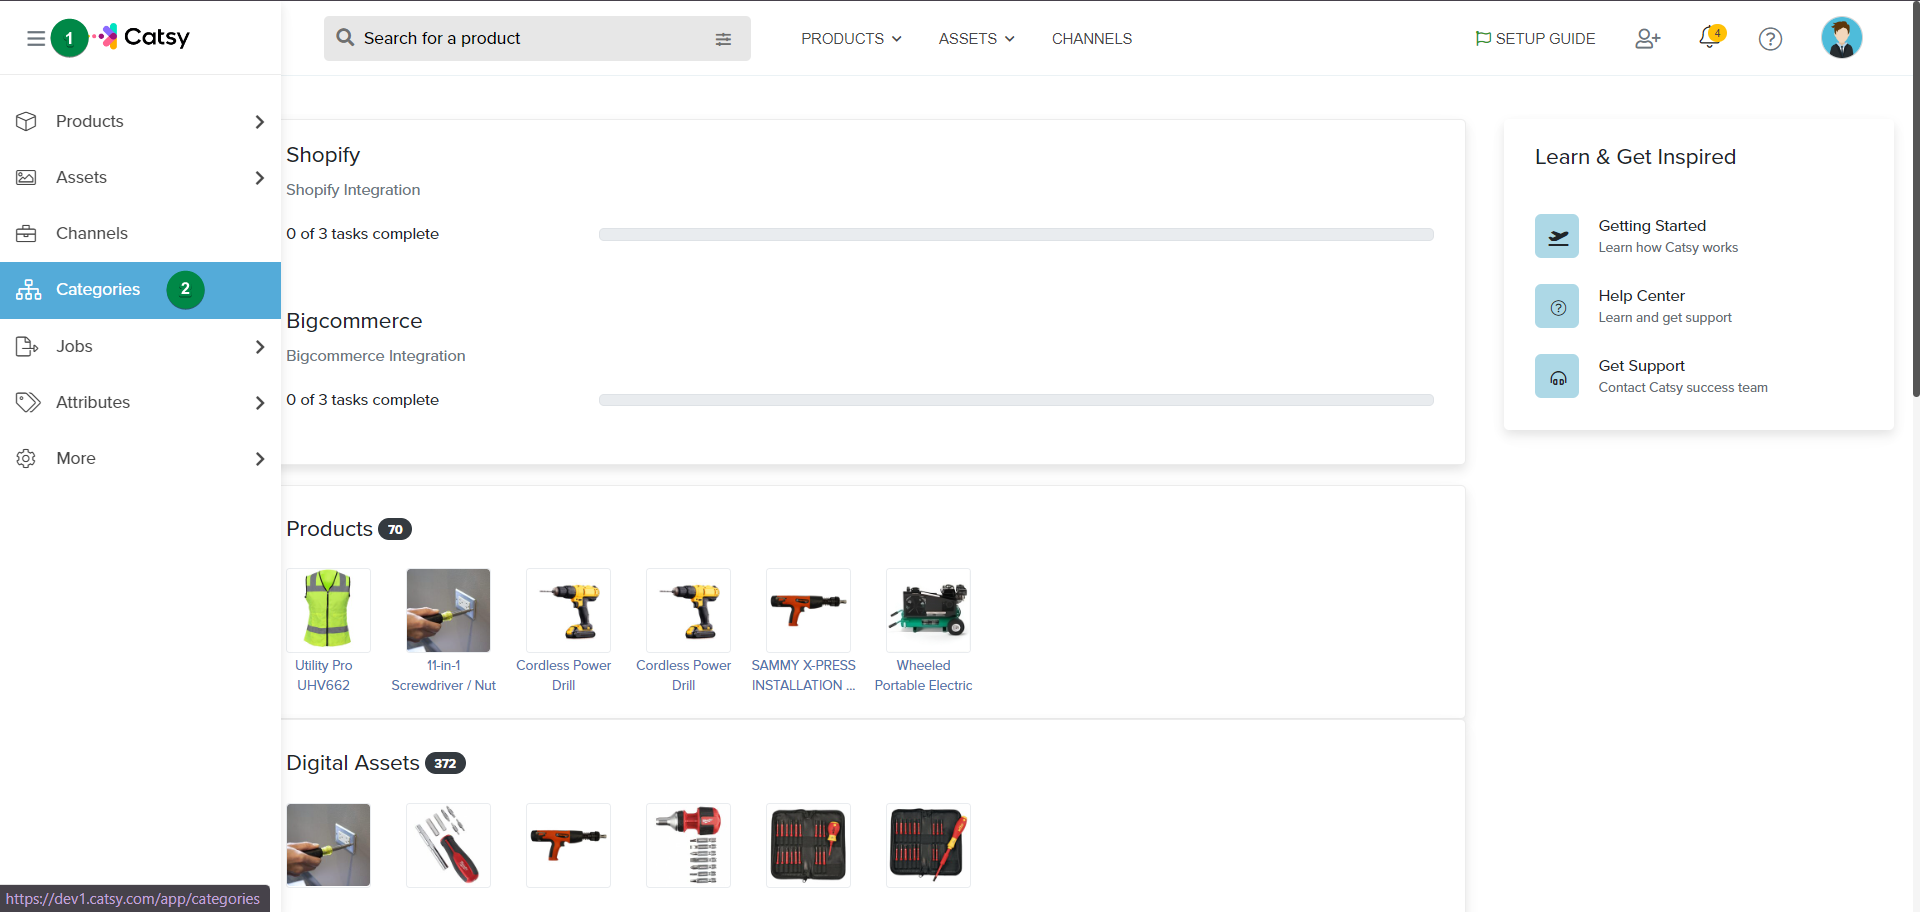 1
Catsy
Search for a product
PRODUCTS
ASSETS
CHANNELS
SETUP GUIDE
4
Products
Assets
Channels
Categories
2
Jobs
Attributes
More
Shopify
Shopify Integration
0 of 3 tasks complete
Bigcommerce
Bigcommerce Integration
0 of 3 tasks complete
Learn & Get Inspired
Getting Started
Learn how Catsy works
Help Center
Learn and get support
Get Support
Contact Catsy success team
Products 70
Utility Pro
UHV662
11-in-1
Screwdriver / Nut
Cordless Power
Drill
Cordless Power
Drill
SAMMY X-PRESS
INSTALLATION ...
Wheeled
Portable Electric
Digital Assets 372
https://dev1.catsy.com/app/categories